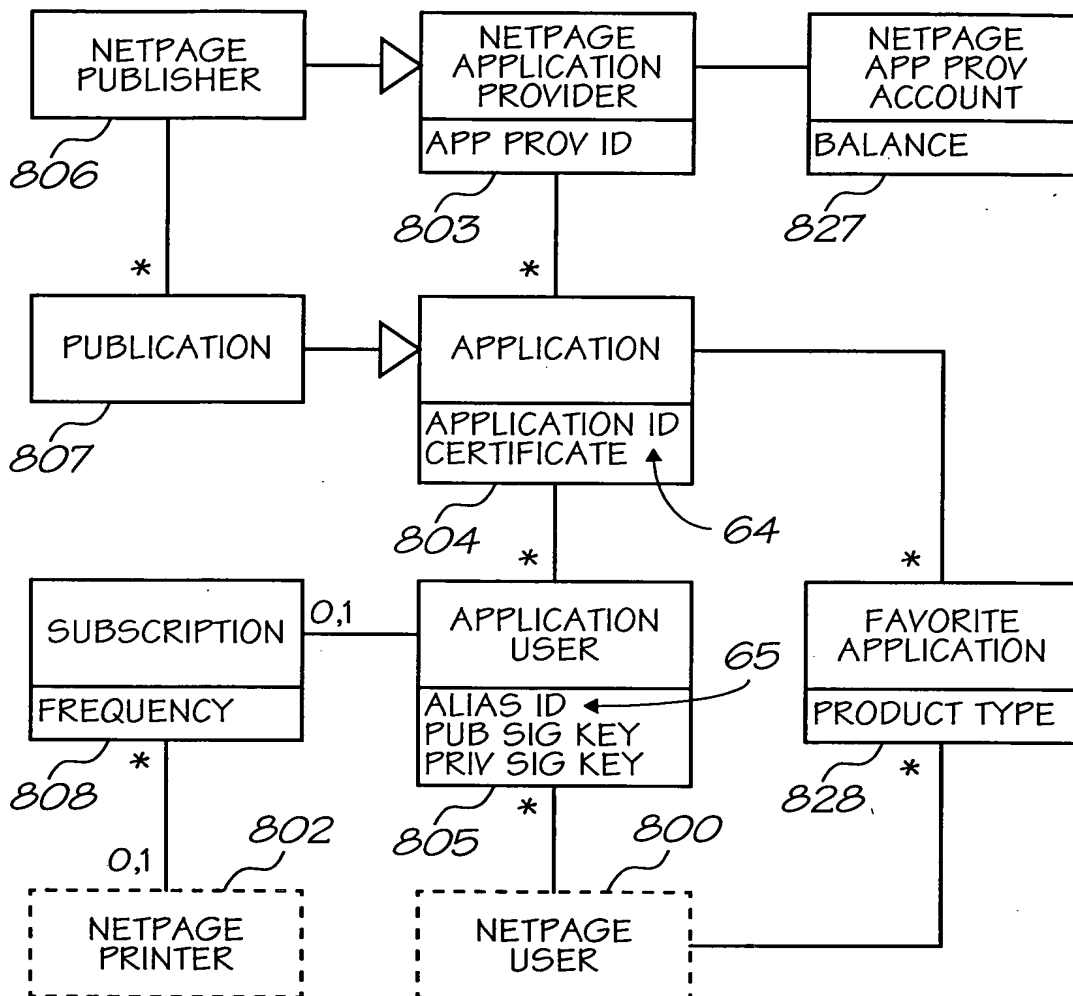 NETPAGE
PUBLISHER
806
NETPAGE
APPLICATION
PROVIDER
APP PROV ID
803
NETPAGE
APP PROV
ACCOUNT
BALANCE
827
*
*
PUBLICATION
807
APPLICATION
APPLICATION ID
CERTIFICATE
804
64
*
*
SUBSCRIPTION
FREQUENCY
808
0,1
APPLICATION
USER
ALIAS ID
PUB SIG KEY
PRIV SIG KEY
805
65
FAVORITE
APPLICATION
PRODUCT TYPE
828
*
*
*
802
800
0,1
NETPAGE
PRINTER
NETPAGE
USER